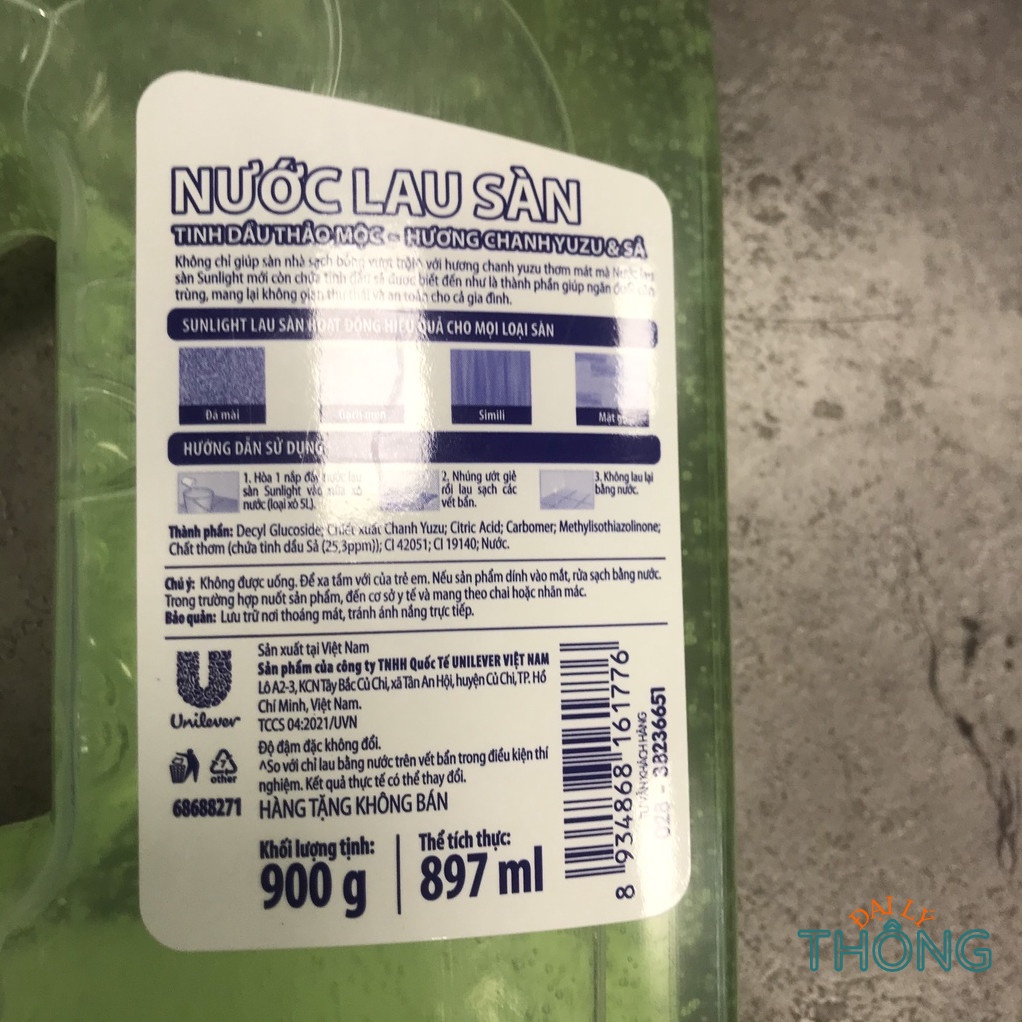 NƯỚC LAU SÀN
TINH DẦU THẢO MỘC - HƯƠNG CHANH YUZU & SẢ
Không chỉ giúp sàn nhà sạch bóng vượt trội^ với hương chanh yuzu thơm mát mà
sàn Sunlight mới còn chứa tinh dầu sả được biết đến như là thành phần giúp ngăn
trùng, mang lại không gian thư thái và an toàn cho cả gia đình.
SUNLIGHT LAU SÀN HOẠT ĐỘNG HIỆU QUẢ CHO MỌI LOẠI SÀN
Đá mài
Simili
Mặt
HƯỚNG DẪN SỬ DỤNG
1. Hòa 1 nắp đầy nước lau
sàn Sunlight vào nửa xô
nước (loại xô 5L).
2. Nhúng ướt giẻ
rồi lau sạch các
vết bẩn.
3. Không lau lại
bằng nước.
Thành phần: Decyl Glucoside; Chiết xuất Chanh Yuzu; Citric Acid; Carbomer; Methylisothiazolinone;
Chất thơm (chứa tinh dầu Sả (25,3ppm)); CI 42051; CI 19140; Nước.
Chú ý: Không được uống. Để xa tầm với của trẻ em. Nếu sản phẩm dính vào mắt, rửa sạch bằng nước.
Trong trường hợp nuốt sản phẩm, đến cơ sở y tế và mang theo chai hoặc nhãn mác.
Bảo quản: Lưu trữ nơi thoáng mát, tránh ánh nắng trực tiếp.
Sản xuất tại Việt Nam
Sản phẩm của công ty TNHH Quốc Tế UNILEVER VIỆT NAM
Lô A2-3, KCN Tây Bắc Củ Chi, xã Tân An Hội, huyện Củ Chi, TP. Hồ
Chí Minh, Việt Nam.
TCCS 04:2021/UVN
Unilever
Độ đậm đặc không đổi.
^So với chỉ lau bằng nước trên vết bẩn trong điều kiện thí
nghiệm. Kết quả thực tế có thể thay đổi.
other
68688271
HÀNG TẶNG KHÔNG BÁN
Khối lượng tịnh:
900 g
Thể tích thực:
897 ml
8 934868 161776
TƯ VẤN KHÁCH HÀNG
028 - 38236651
ĐẠI LÝ
THÔNG